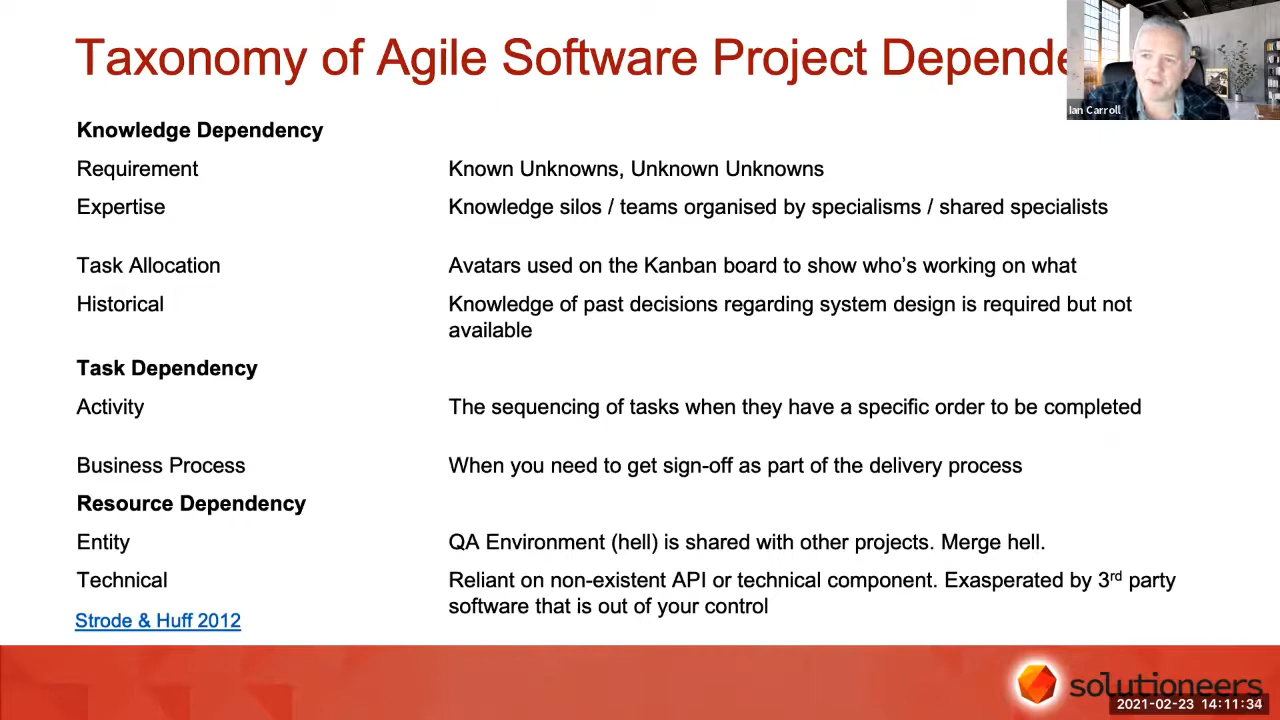 Taxonomy of Agile Software Project Depende
Ian Carroll
Knowledge Dependency
Requirement
Known Unknowns, Unknown Unknowns
Expertise
Knowledge silos / teams organised by specialisms / shared specialists
Task Allocation
Avatars used on the Kanban board to show who's working on what
Historical
Knowledge of past decisions regarding system design is required but not
available
Task Dependency
Activity
The sequencing of tasks when they have a specific order to be completed
Business Process
When you need to get sign-off as part of the delivery process
Resource Dependency
Entity
QA Environment (hell) is shared with other projects. Merge hell.
Technical
Reliant on non-existent API or technical component. Exasperated by 3rd party
software that is out of your control
Strode & Huff 2012
solutioneers
2021-02-23 14:11:34